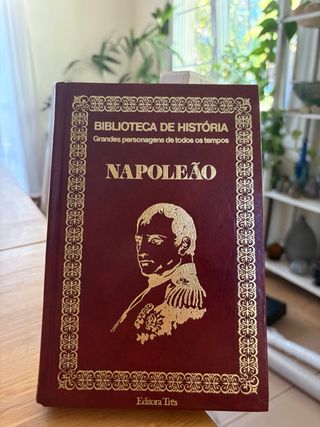 BIBLIOTECA DE HISTÓRIA
Grandes personagens de todos os tempos
NAPOLEÃO
Editora Três